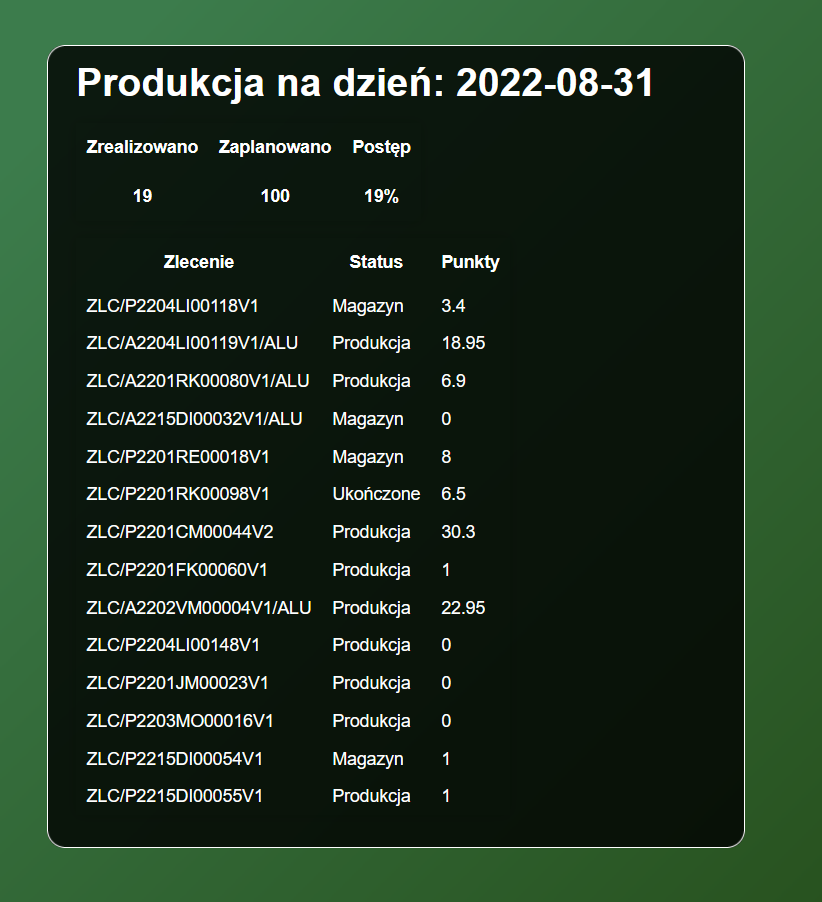 Produkcja na dzień: 2022-08-31
Zrealizowano Zaplanowano Postęp
19 100 19%
Zlecenie Status Punkty
ZLC/P2204LI00118V1 Magazyn 3.4
ZLC/A2204LI00119V1/ALU Produkcja 18.95
ZLC/A2201RK00080V1/ALU Produkcja 6.9
ZLC/A2215DI00032V1/ALU Magazyn 0
ZLC/P2201RE00018V1 Magazyn 8
ZLC/P2201RK00098V1 Ukończone 6.5
ZLC/P2201CM00044V2 Produkcja 30.3
ZLC/P2201FK00060V1 Produkcja 1
ZLC/A2202VM00004V1/ALU Produkcja 22.95
ZLC/P2204LI00148V1 Produkcja 0
ZLC/P2201JM00023V1 Produkcja 0
ZLC/P2203MO00016V1 Produkcja 0
ZLC/P2215DI00054V1 Magazyn 1
ZLC/P2215DI00055V1 Produkcja 1